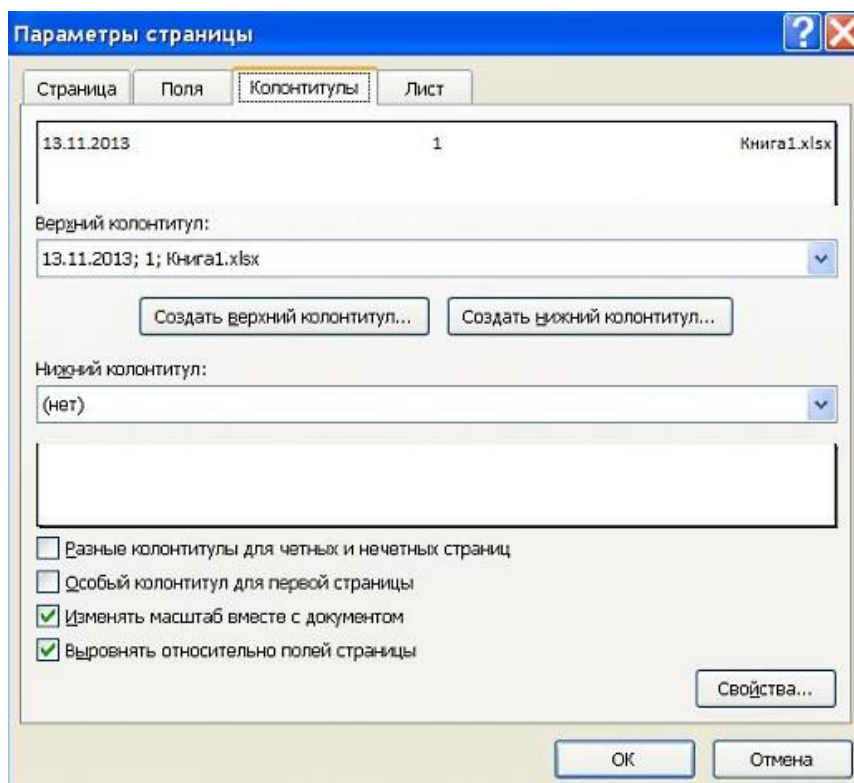 Параметры страницы
Страница Поля Колонтитулы Лист
13.11.2013 1 Книга1.xlsx
Верхний колонтитул:
13.11.2013; 1; Книга1.xlsx
Создать верхний колонтитул... Создать нижний колонтитул...
Нижний колонтитул:
(нет)
Разные колонтитулы для четных и нечетных страниц
Особый колонтитул для первой страницы
Изменять масштаб вместе с документом
Выровнять относительно полей страницы
Свойства...
ОК Отмена